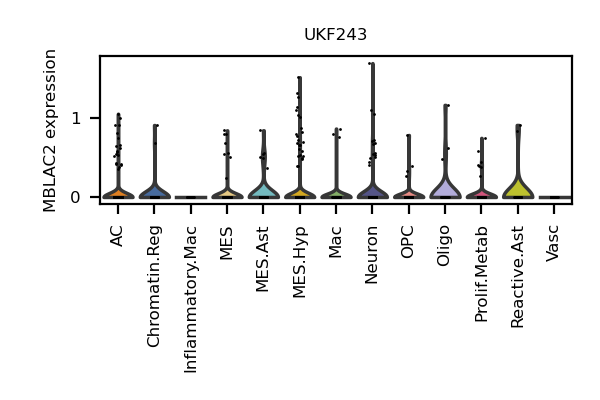 UKF243
MBLAC2 expression
1
0
AC
Chromatin.Reg
Inflammatory.Mac
MES
MES.Ast
MES.Hyp
Mac
Neuron
OPC
Oligo
Prolif.Metab
Reactive.Ast
Vasc